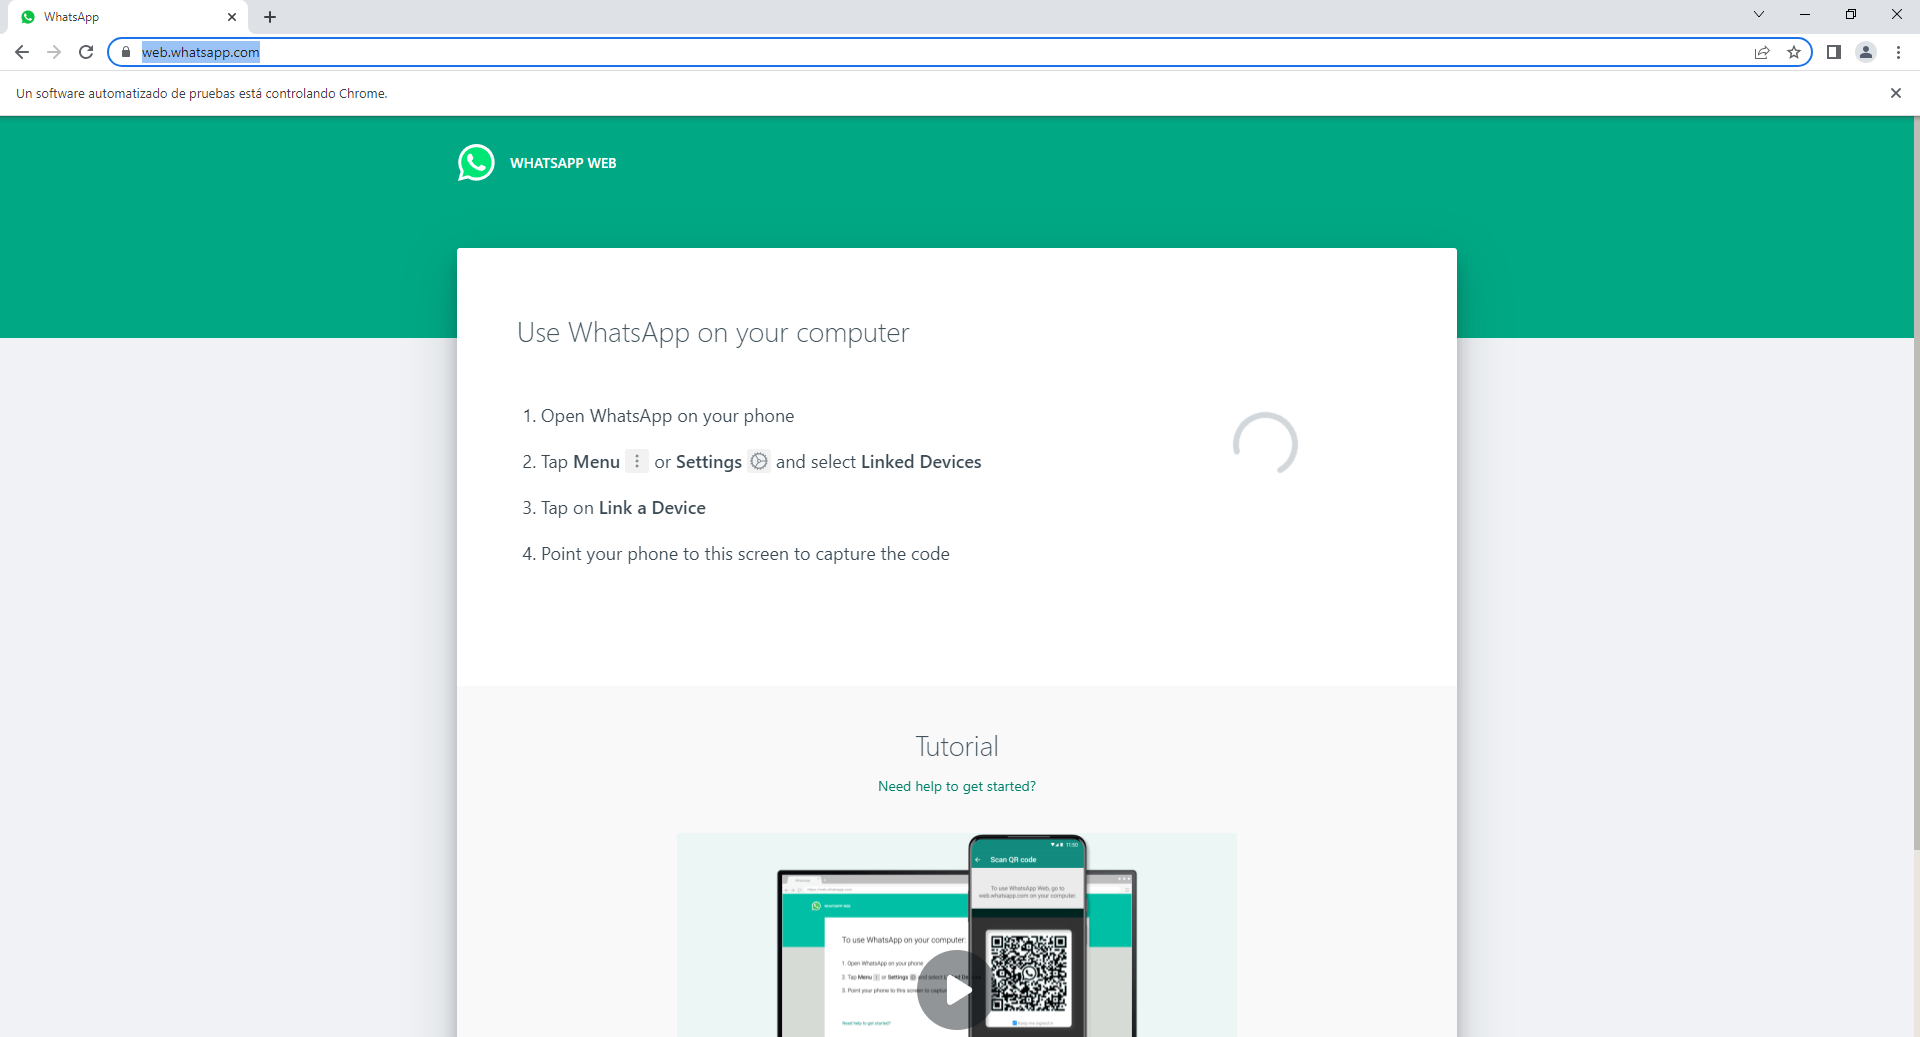 WhatsApp
web.whatsapp.com
Un software automatizado de pruebas está controlando Chrome.
WHATSAPP WEB
Use WhatsApp on your computer
1. Open WhatsApp on your phone
2. Tap Menu or Settings and select Linked Devices
3. Tap on Link a Device
4. Point your phone to this screen to capture the code
Tutorial
Need help to get started?
11:50
Scan QR code
To use WhatsApp Web, go to
web.whatsapp.com on your computer.
WHATSAPP WEB
To use WhatsApp on your computer:
1. Open WhatsApp on your phone
2. Tap Menu or Settings and select Linked
3. Point your phone to this screen to
Need help to get started?